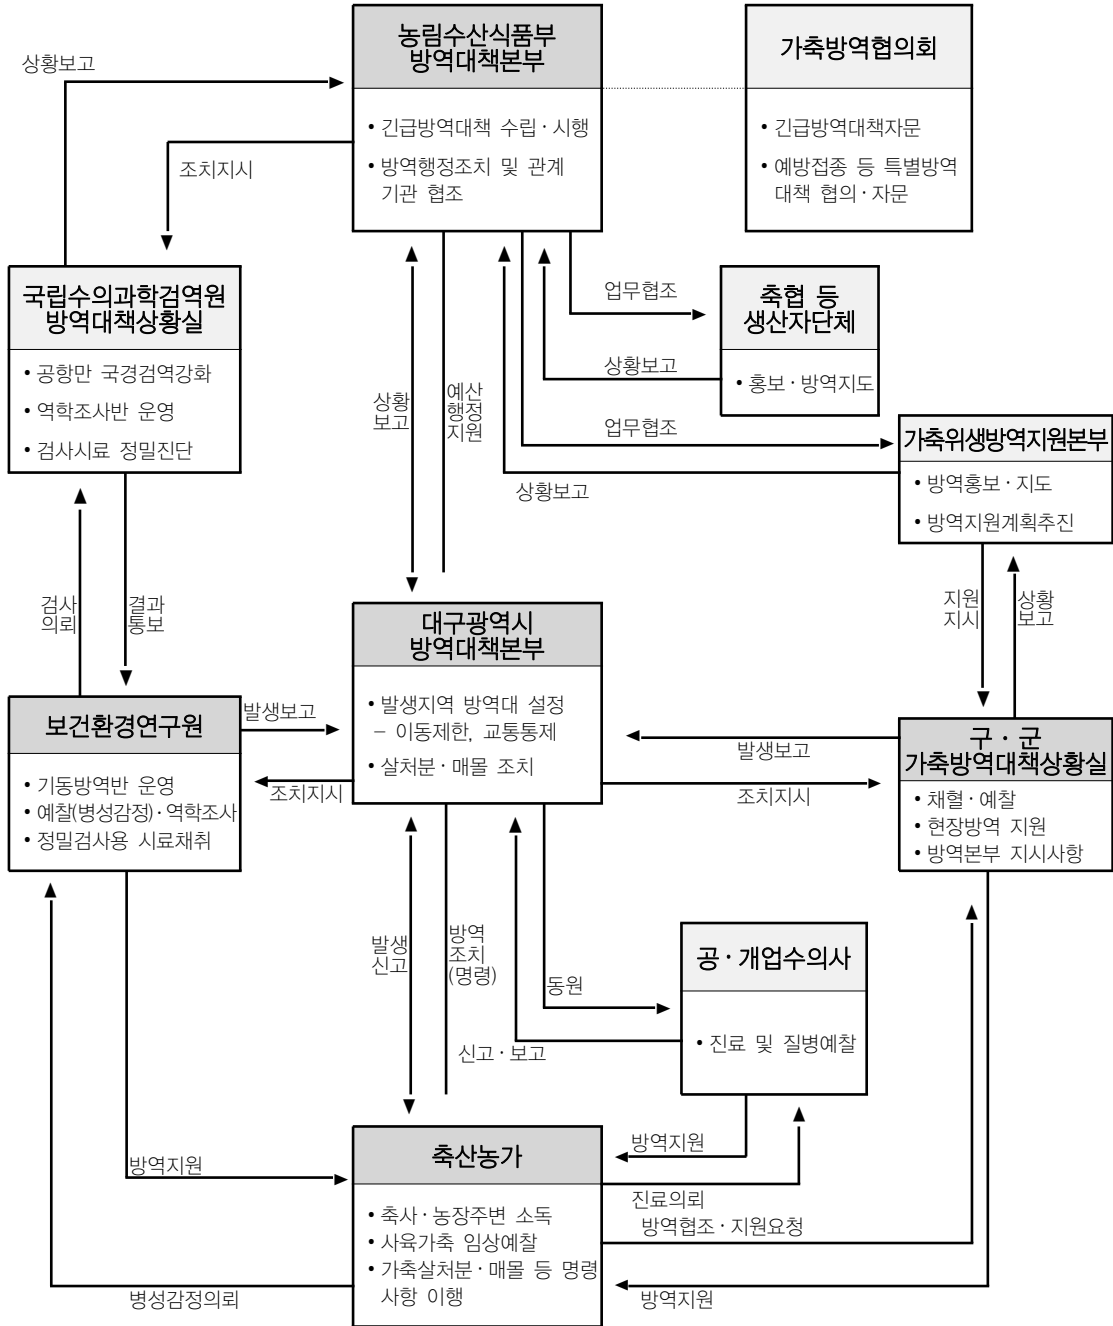 농림수산식품부
방역대책본부
• 긴급방역대책 수립·시행
• 방역행정조치 및 관계
기관 협조
가축방역협의회
• 긴급방역대책자문
• 예방접종 등 특별방역
대책 협의·자문
상황보고
조치지시
국립수의과학검역원
방역대책상황실
• 공항만 국경검역강화
• 역학조사반 운영
• 검사시료 정밀진단
업무협조
상황보고
축협 등
생산자단체
• 홍보·방역지도
상황
보고
예산
행정
지원
업무협조
상황보고
가축위생방역지원본부
• 방역홍보·지도
• 방역지원계획추진
검사
의뢰
결과
통보
지원
지시
상황
보고
대구광역시
방역대책본부
• 발생지역 방역대 설정
– 이동제한, 교통통제
• 살처분·매몰 조치
보건환경연구원
• 기동방역반 운영
• 예찰(병성감정)·역학조사
• 정밀검사용 시료채취
발생보고
조치지시
발생보고
조치지시
구·군
가축방역대책상황실
• 채혈·예찰
• 현장방역 지원
• 방역본부 지시사항
발생
신고
방역
조치
(명령)
동원
신고·보고
공·개업수의사
• 진료 및 질병예찰
방역지원
방역지원
진료의뢰
방역협조·지원요청
축산농가
• 축사·농장주변 소독
• 사육가축 임상예찰
• 가축살처분·매몰 등 명령
사항 이행
병성감정의뢰
방역지원